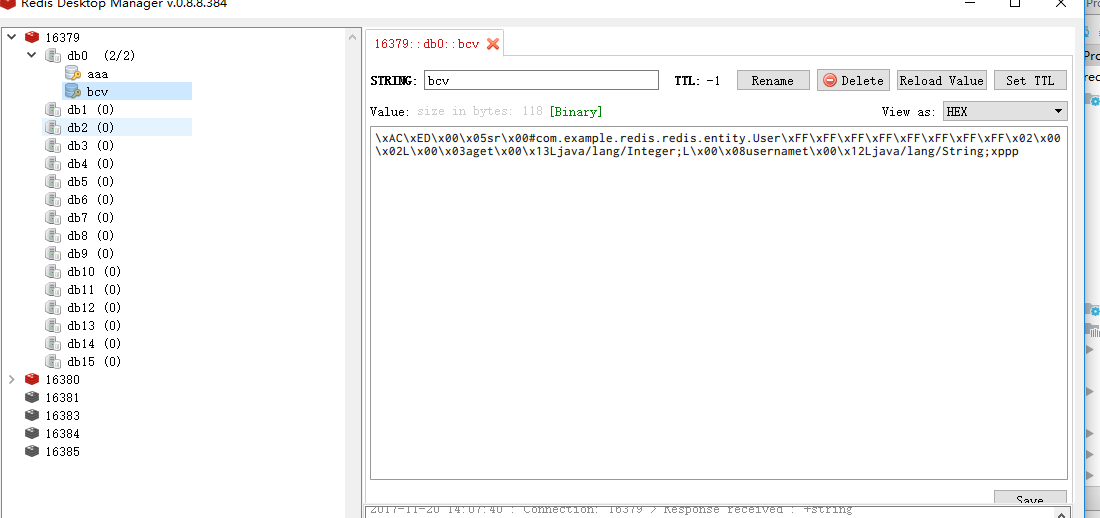 Redis Desktop Manager v.0.8.8.384
16379
db0 (2/2)
aaa
bcv
db1 (0)
db2 (0)
db3 (0)
db4 (0)
db5 (0)
db6 (0)
db7 (0)
db8 (0)
db9 (0)
db10 (0)
db11 (0)
db12 (0)
db13 (0)
db14 (0)
db15 (0)
16380
16381
16383
16384
16385
16379::db0::bcv
STRING: bcv TTL: -1 Rename Delete Reload Value Set TTL
Value: size in bytes: 118 [Binary] View as: HEX
\xAC\xED\x00\x05sr\x00#com.example.redis.redis.entity.User\xFF\xFF\xFF\xFF\xFF\xFF\xFF\xFF\x02\x00
\x02L\x00\x03aget\x00\x13Ljava/lang/Integer;L\x00\x08usernamet\x00\x12Ljava/lang/String;xppp
Save
2017-11-20 14:07:40 : Connection: 16379 > Response received : +string